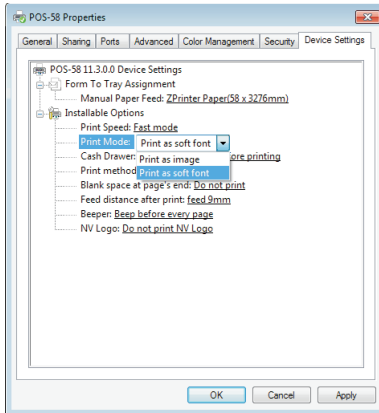 POS-58 Properties
General Sharing Ports Advanced Color Management Security Device Settings
POS-58 11.3.0.0 Device Settings
Form To Tray Assignment
Manual Paper Feed: ZPrinter Paper(58 x 3276mm)
Installable Options
Print Speed: Fast mode
Print Mode: Print as soft font
Cash Drawer: ore printing
Print as image
Print method
Print as soft font
Blank space at page's end: Do not print
Feed distance after print: feed 9mm
Beeper: Beep before every page
NV Logo: Do not print NV Logo
OK Cancel Apply